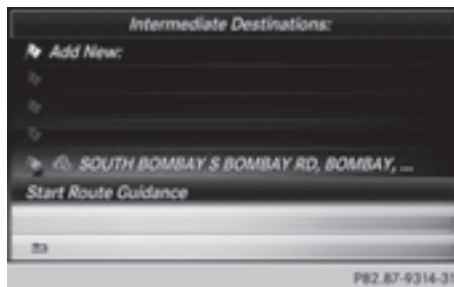 Intermediate Destinations:
Add New:
SOUTH BOMBAY S BOMBAY RD, BOMBAY, ...
Start Route Guidance
P82.87-9314-31